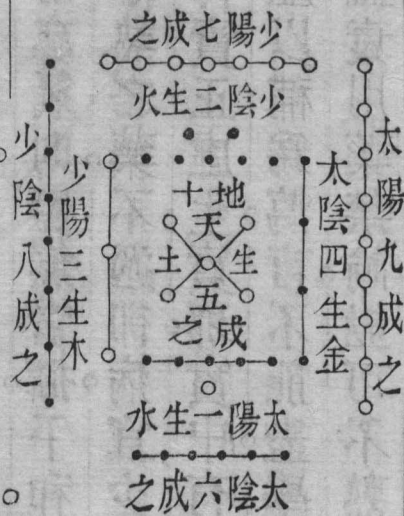 少陽七成之
少陰二生火
太陽九成之
太陰四生金
地十
天五
生土
成之
少陽三生木
少陰八成之
太陽一生水
太陰六成之